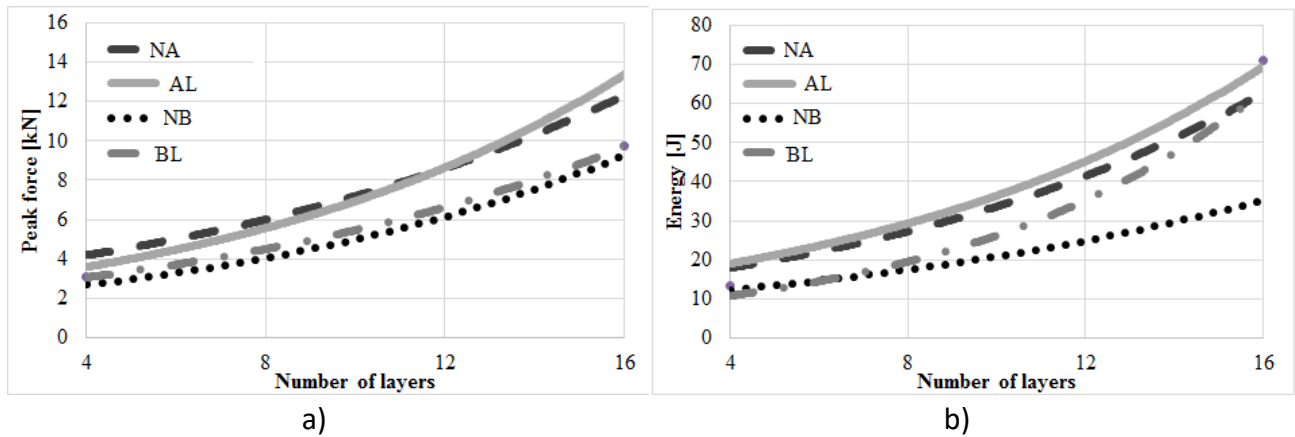 16
14
12
10
8
6
4
2
0
Peak force [kN]
NA
AL
NB
BL
4 8 12 16
Number of layers
a)
80
70
60
50
40
30
20
10
0
Energy [J]
NA
AL
NB
BL
4 8 12 16
Number of layers
b)